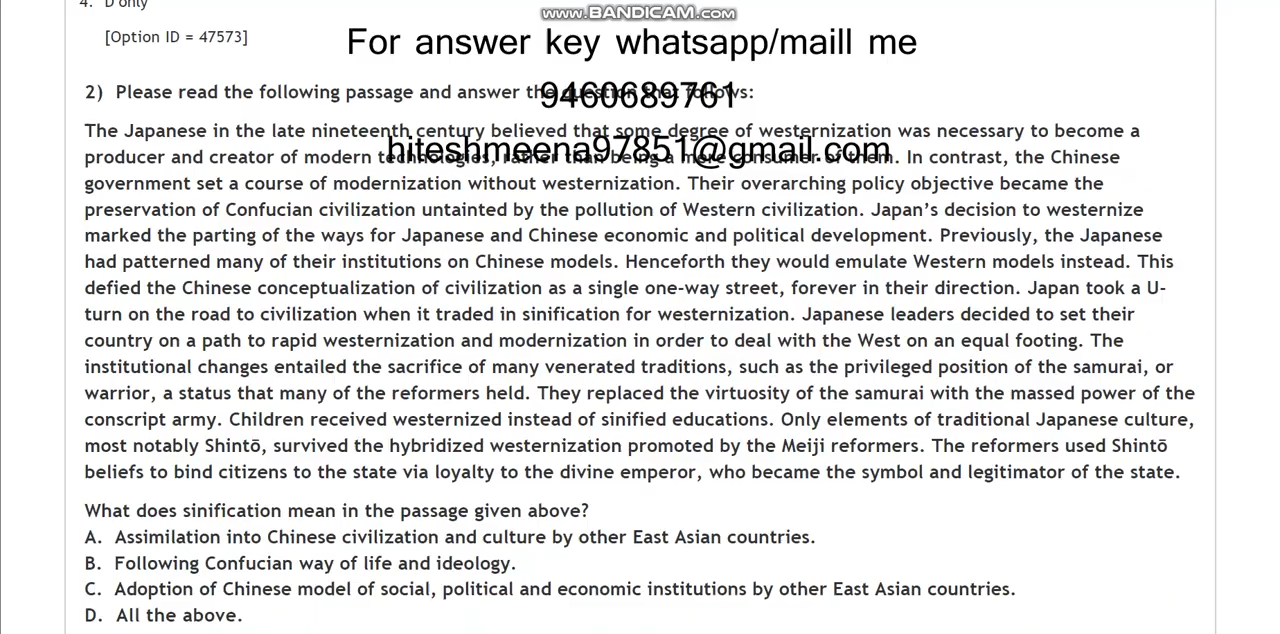 4. D only
www.BANDICAM.com
[Option ID = 47573]
For answer key whatsapp/maill me
9460689761
hiteshmeena97851@gmail.com
2) Please read the following passage and answer the question that follows:
The Japanese in the late nineteenth century believed that some degree of westernization was necessary to become a
producer and creator of modern technologies, rather than being a mere consumer of them. In contrast, the Chinese
government set a course of modernization without westernization. Their overarching policy objective became the
preservation of Confucian civilization untainted by the pollution of Western civilization. Japan’s decision to westernize
marked the parting of the ways for Japanese and Chinese economic and political development. Previously, the Japanese
had patterned many of their institutions on Chinese models. Henceforth they would emulate Western models instead. This
defied the Chinese conceptualization of civilization as a single one-way street, forever in their direction. Japan took a U-
turn on the road to civilization when it traded in sinification for westernization. Japanese leaders decided to set their
country on a path to rapid westernization and modernization in order to deal with the West on an equal footing. The
institutional changes entailed the sacrifice of many venerated traditions, such as the privileged position of the samurai, or
warrior, a status that many of the reformers held. They replaced the virtuosity of the samurai with the massed power of the
conscript army. Children received westernized instead of sinified educations. Only elements of traditional Japanese culture,
most notably Shintō, survived the hybridized westernization promoted by the Meiji reformers. The reformers used Shintō
beliefs to bind citizens to the state via loyalty to the divine emperor, who became the symbol and legitimator of the state.
What does sinification mean in the passage given above?
A. Assimilation into Chinese civilization and culture by other East Asian countries.
B. Following Confucian way of life and ideology.
C. Adoption of Chinese model of social, political and economic institutions by other East Asian countries.
D. All the above.